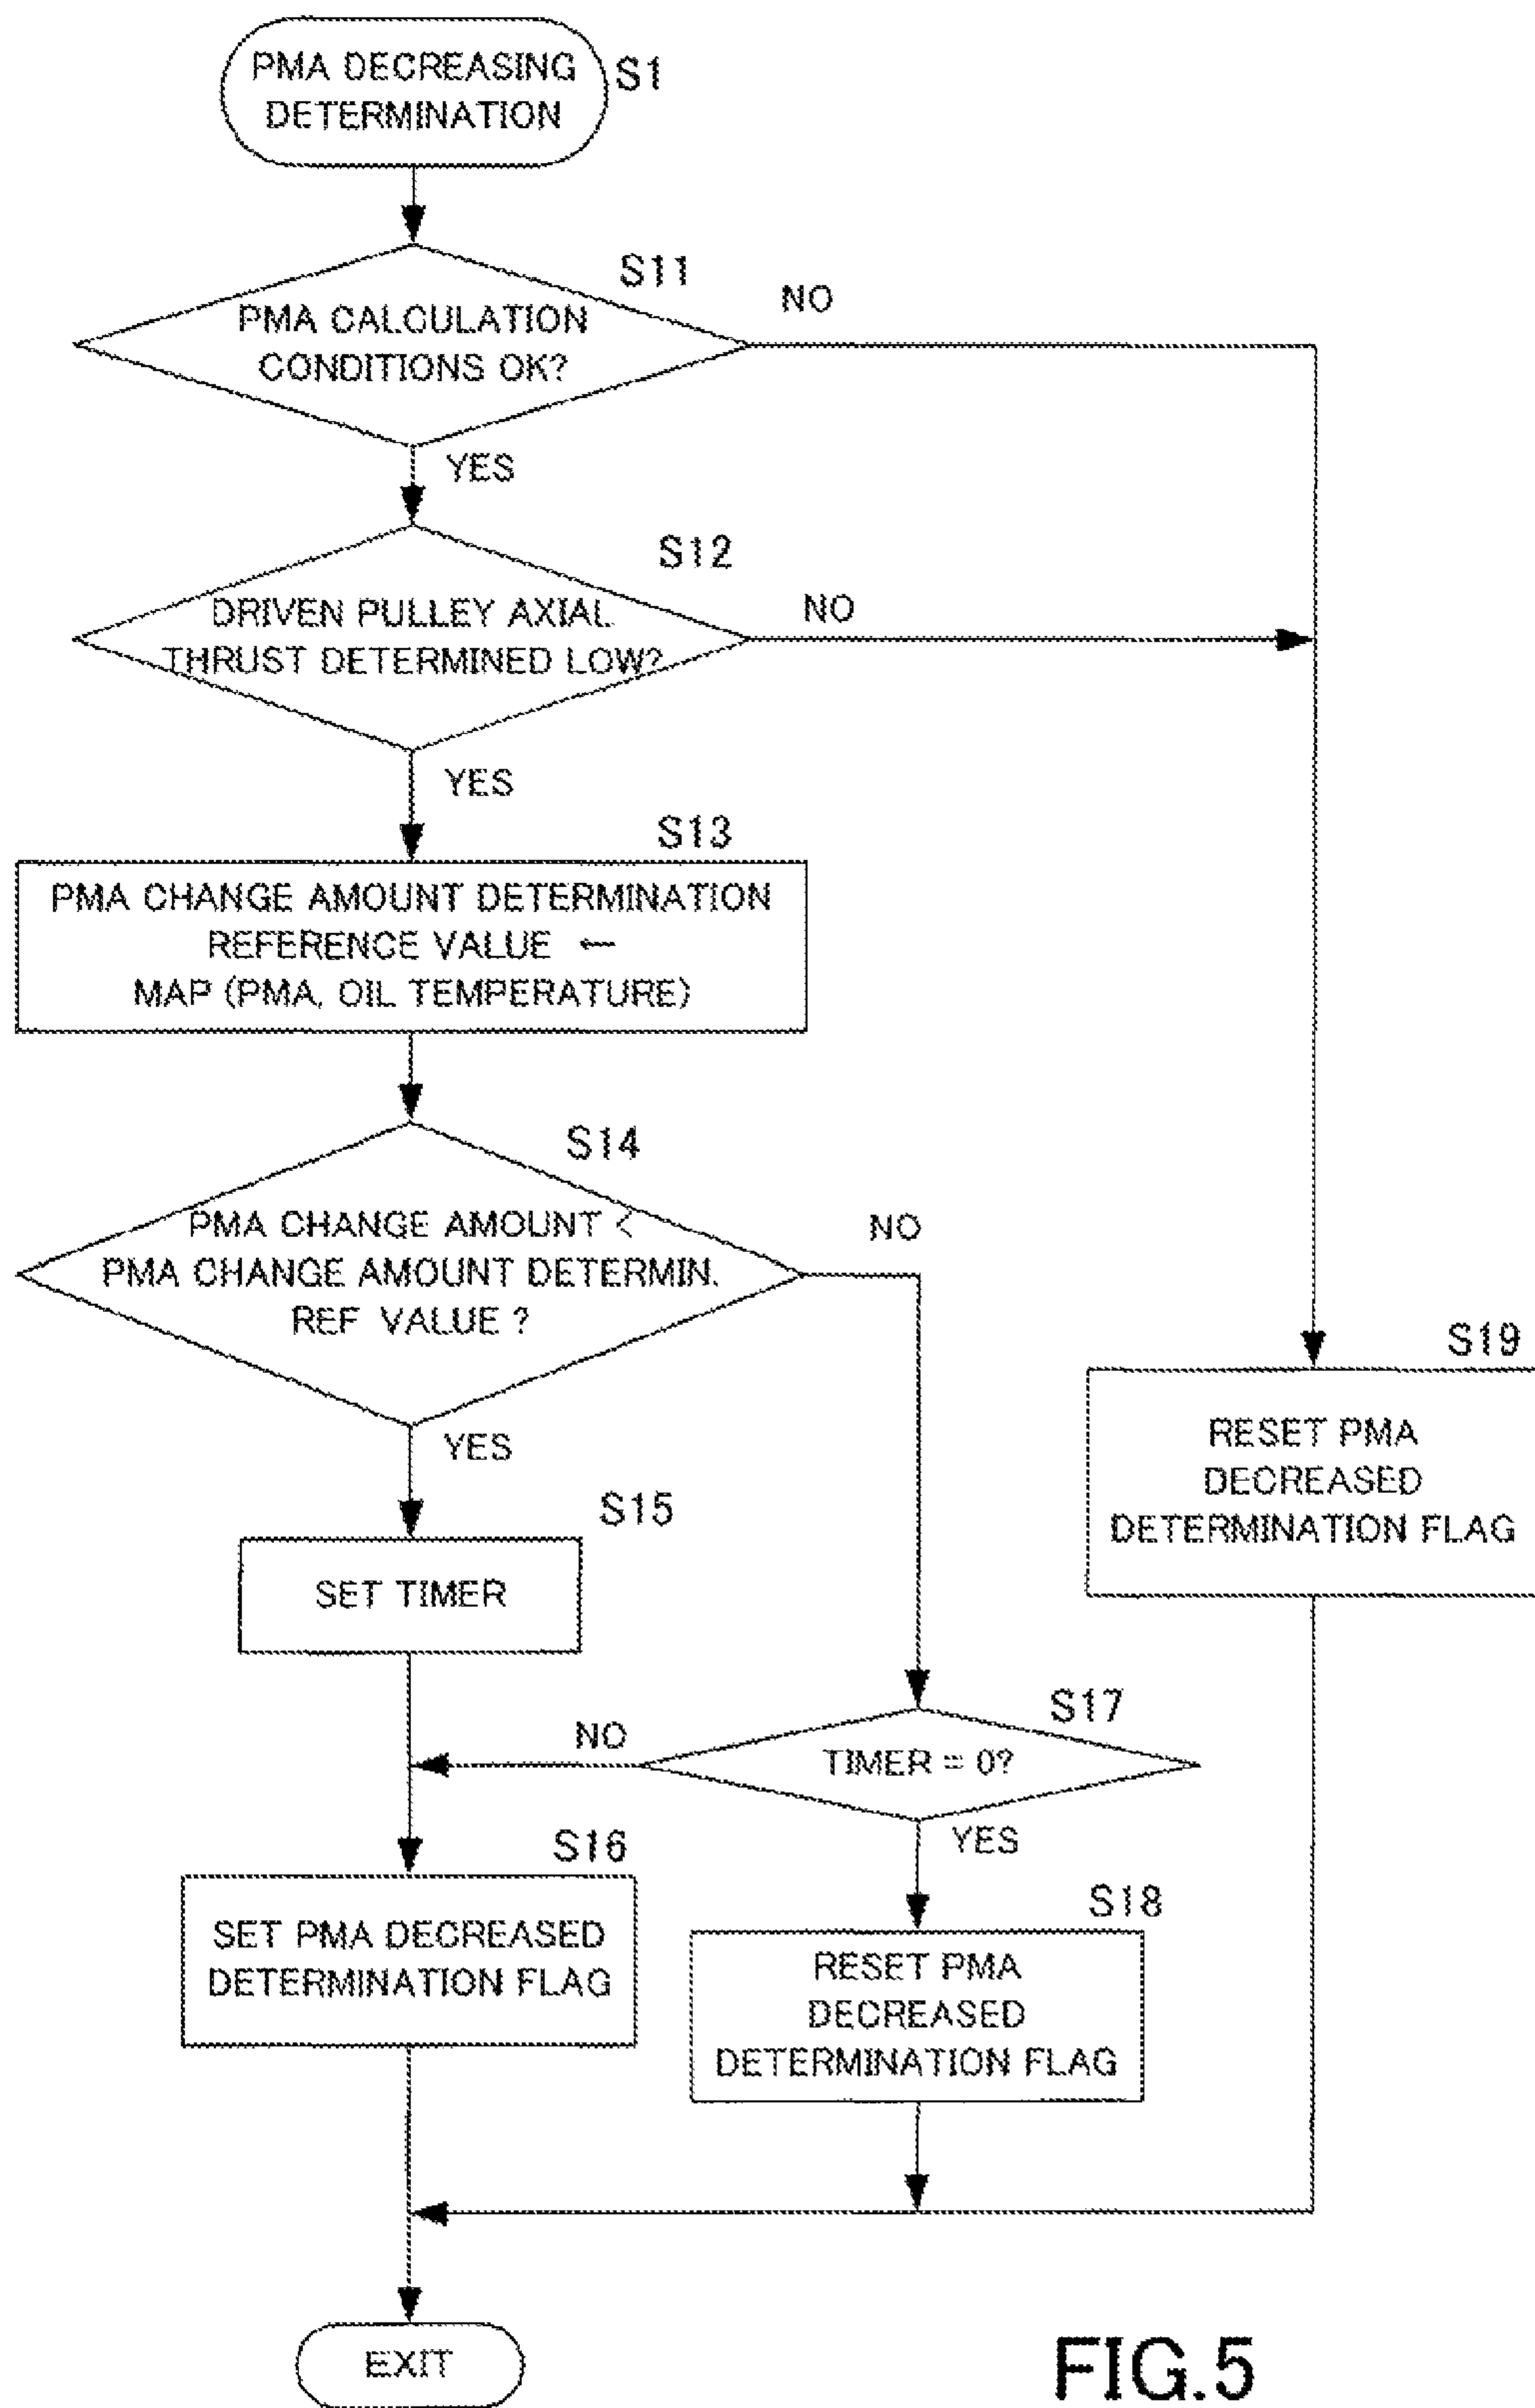 PMA DECREASING
DETERMINATION
S1
S11
PMA CALCULATION
CONDITIONS OK?
NO
YES
S12
DRIVEN PULLEY AXIAL
THRUST DETERMINED LOW?
NO
YES
S13
PMA CHANGE AMOUNT DETERMINATION
REFERENCE VALUE ←
MAP (PMA, OIL TEMPERATURE)
S14
PMA CHANGE AMOUNT <
PMA CHANGE AMOUNT DETERMIN.
REF VALUE ?
NO
YES
S15
SET TIMER
S19
RESET PMA
DECREASED
DETERMINATION FLAG
S17
TIMER = 0?
NO
YES
S16
SET PMA DECREASED
DETERMINATION FLAG
S18
RESET PMA
DECREASED
DETERMINATION FLAG
EXIT
FIG.5